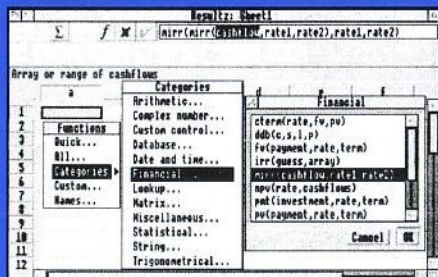 Resultz: Sheet1
Σ f mirr(mirr(cashflow,rate1,rate2),rate1,rate2)
Array or range of cashflows
a d e f
1
2
3
4
5
6
7
8
9
10
11
12
Functions
Quick...
All...
Categories
Custom...
Names...
Categories
Arithmetic...
Complex number...
Custom control...
Database...
Date and time...
Financial...
Lookup...
Matrix...
Miscellaneous...
Statistical...
String...
Trigonometrical...
Financial
cterm(rate,fv,pv)
ddb(c,s,l,p)
fv(payment,rate,term)
irr(guess,array)
mirr(cashflow,rate1,rate2)
npv(rate,cashflows)
pmt(investment,rate,term)
pv(payment,rate,term)
Cancel OK